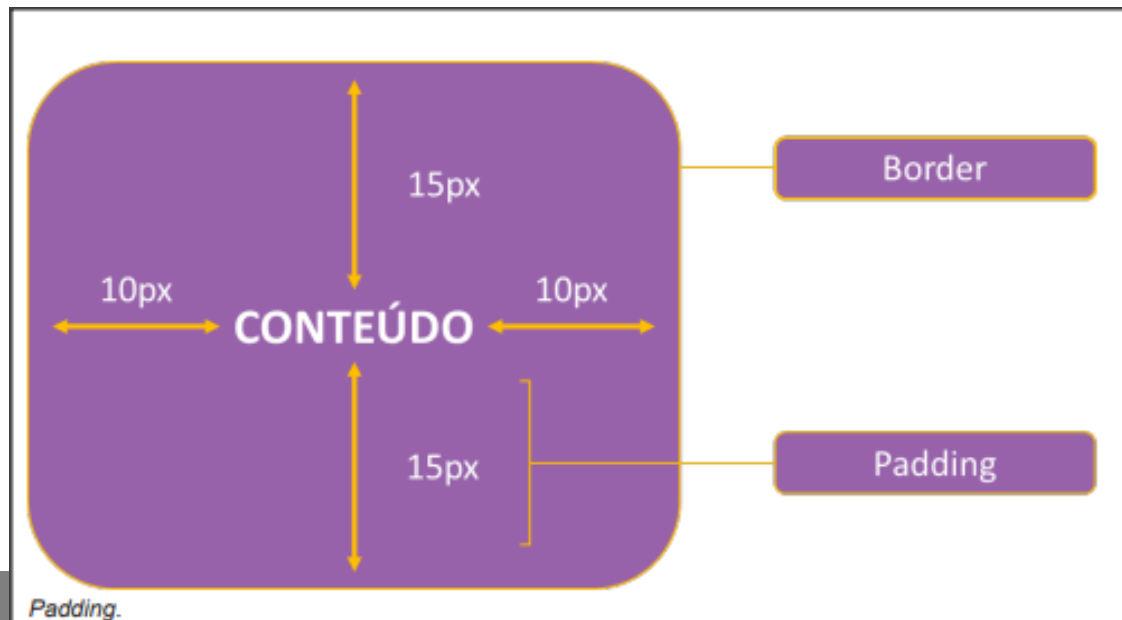 15px
Border
10px
10px
CONTEÚDO
15px
Padding
Padding.